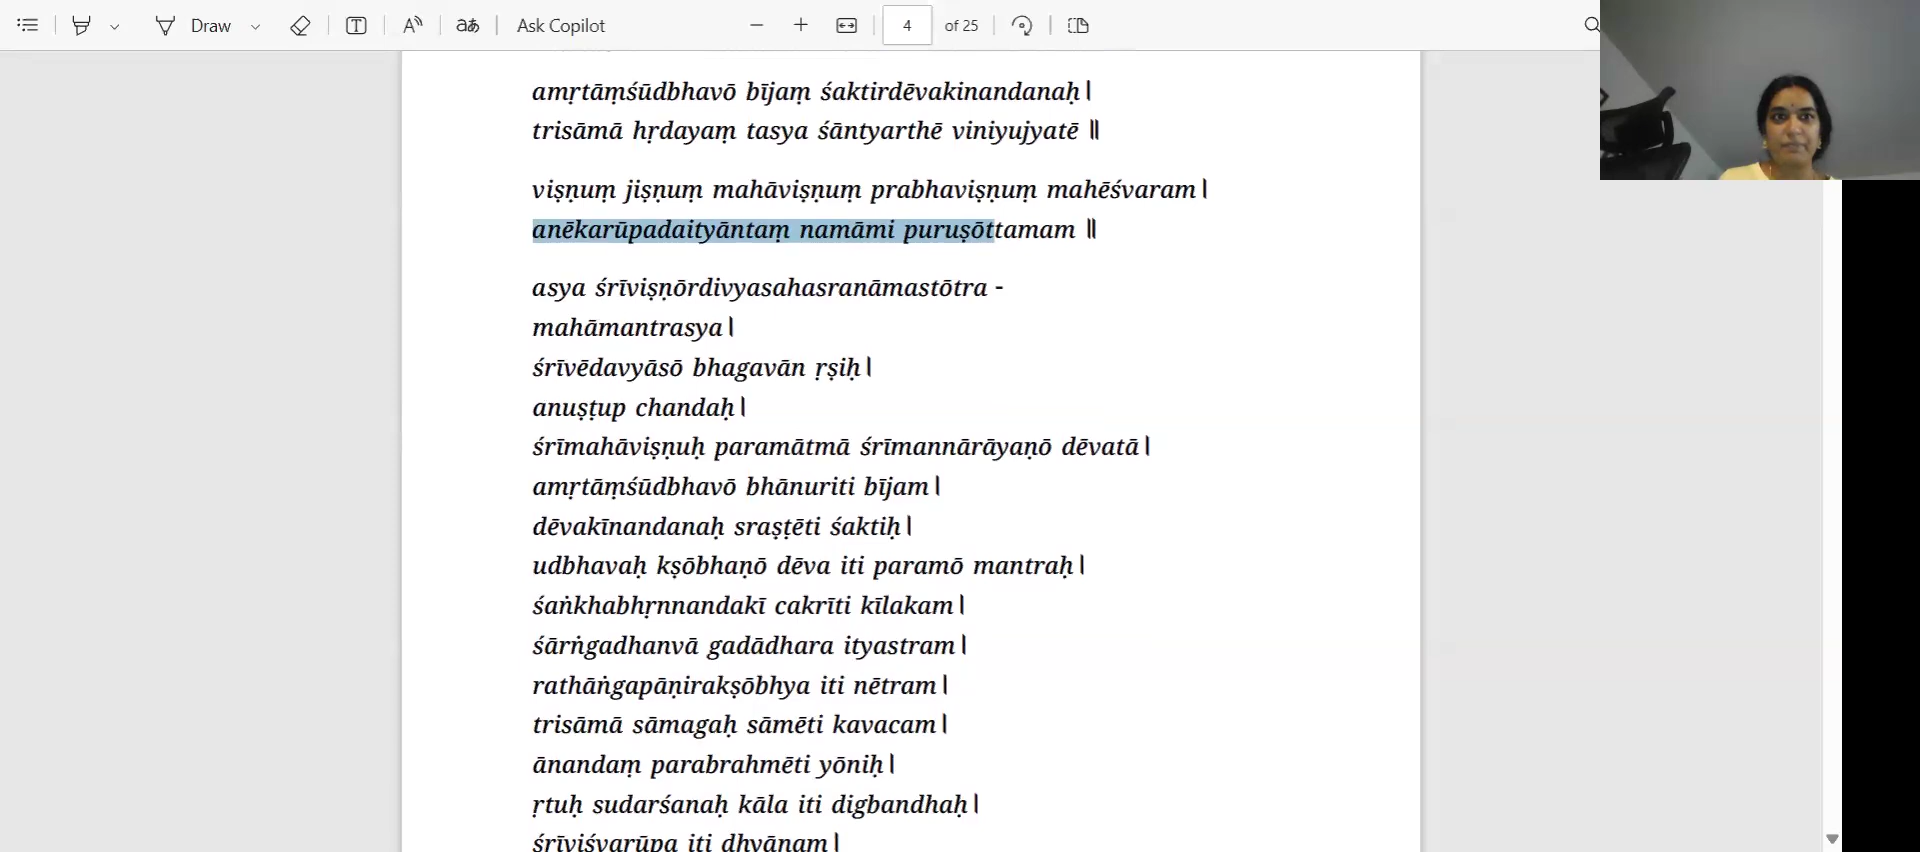 Draw
Ask Copilot
4 of 25
amṛtāṃśūdbhavō bījaṃ śaktirdēvakinandanaḥ।
trisāmā hṛdayaṃ tasya śāntyarthē viniyujyatē ॥
viṣṇuṃ jiṣṇuṃ mahāviṣṇuṃ prabhaviṣṇuṃ mahēśvaram।
anēkarūpadaityāntaṃ namāmi puruṣōttamam ॥
asya śrīviṣṇōrdivyasahasranāmastōtra -
mahāmantrasya।
śrīvēdavyāsō bhagavān ṛṣiḥ।
anuṣṭup chandaḥ।
śrīmahāviṣṇuḥ paramātmā śrīmannārāyaṇō dēvatā।
amṛtāṃśūdbhavō bhānuriti bījam।
dēvakīnandanaḥ sraṣṭēti śaktiḥ।
udbhavaḥ kṣōbhaṇō dēva iti paramō mantraḥ।
śaṅkhabhṛnnandakī cakrīti kīlakam।
śārṅgadhanvā gadādhara ityastram।
rathāṅgapāṇirakṣōbhya iti nētram।
trisāmā sāmagaḥ sāmēti kavacam।
ānandaṃ parabrahmēti yōniḥ।
ṛtuḥ sudarśanaḥ kāla iti digbandhaḥ।
śrīviśvarūpa iti dhyānam।